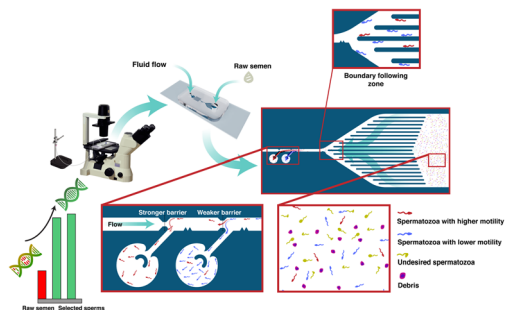 Fluid flow
Raw semen
Boundary following
zone
Stronger barrier
Weaker barrier
Flow
Spermatozoa with higher motility
Spermatozoa with lower motility
Undesired spermatozoa
Debris
Raw semen
Selected sperms